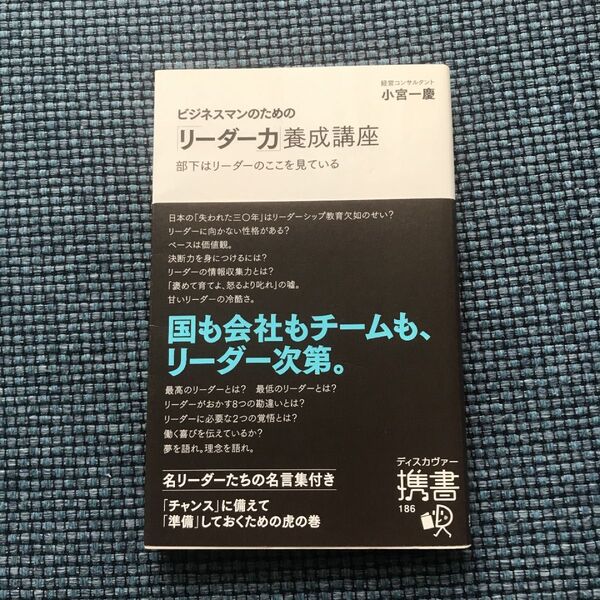 経営コンサルタント
小宮一慶
ビジネスマンのための
「リーダー力」養成講座
部下はリーダーのここを見ている
日本の「失われた三〇年」はリーダーシップ教育欠如のせい?
リーダーに向かない性格がある?
ベースは価値観。
決断力を身につけるには?
リーダーの情報収集力とは?
「褒めて育てよ、怒るより叱れ」の嘘。
甘いリーダーの冷酷さ。
国も会社もチームも、
リーダー次第。
最高のリーダーとは? 最低のリーダーとは?
リーダーがおかす8つの勘違いとは?
リーダーに必要な2つの覚悟とは?
働く喜びを伝えているか?
夢を語れ。理念を語れ。
名リーダーたちの名言集付き
「チャンス」に備えて
「準備」しておくための虎の巻
ディスカヴァー
携書
186